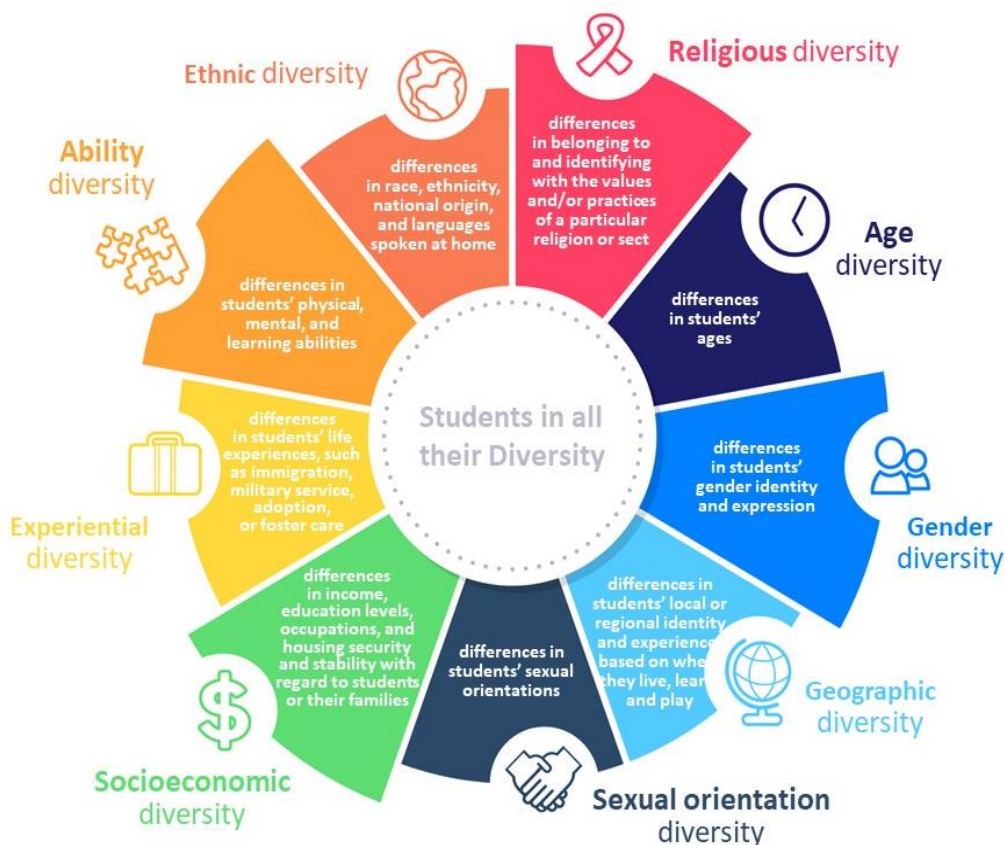 Ethnic diversity
differences
in race, ethnicity,
national origin,
and languages
spoken at home
Religious diversity
differences
in belonging to
and identifying
with the values
and/or practices
of a particular
religion or sect
Age
diversity
differences
in students’
ages
Gender
diversity
differences
in students’
gender identity
and expression
Geographic
diversity
differences in
students’ local or
regional identity
and experience
based on
they live,
and play
Sexual orientation
diversity
differences in
students’ sexual
orientations
Socioeconomic
diversity
differences
in income,
education levels,
occupations, and
housing security
and stability with
regard to students
or their families
Experiential
diversity
differences
in students’ life
experiences, such
as immigration,
military service,
adoption,
or foster care
Ability
diversity
differences in
students’ physical,
mental, and
learning abilities
Students in all
their Diversity